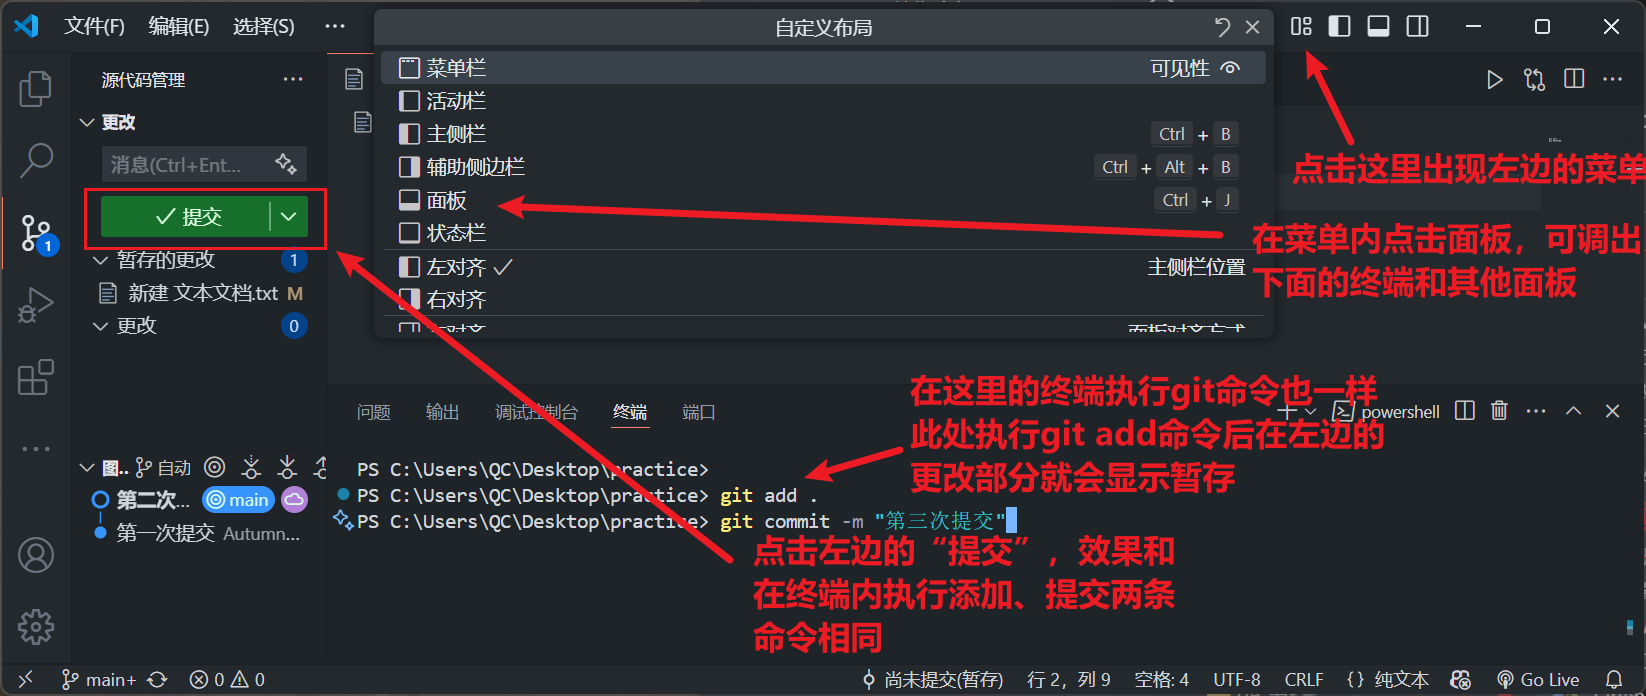 文件(F) 编辑(E) 选择(S) ···
自定义布局
源代码管理 ···
更改
消息(Ctrl+Ent...
提交
暂存的更改 1
新建 文本文档.txt M
更改 0
菜单栏 可见性
活动栏
主侧栏 Ctrl + B
辅助侧边栏 Ctrl + Alt + B
面板 Ctrl + J
状态栏
左对齐 主侧栏位置
右对齐
面板对齐方式
点击这里出现左边的菜单
在菜单内点击面板，可调出
下面的终端和其他面板
问题 输出 调试控制台 终端 端口
powershell
在这里的终端执行git命令也一样
此处执行git add命令后在左边的
更改部分就会显示暂存
PS C:\Users\QC\Desktop\practice>
PS C:\Users\QC\Desktop\practice> git add .
PS C:\Users\QC\Desktop\practice> git commit -m "第三次提交"
点击左边的“提交”，效果和
在终端内执行添加、提交两条
命令相同
图.. 自动
第二次... main
第一次提交 Autumn...
1
main+ 0 0 尚未提交(暂存) 行 2，列 9 空格: 4 UTF-8 CRLF {} 纯文本 Go Live